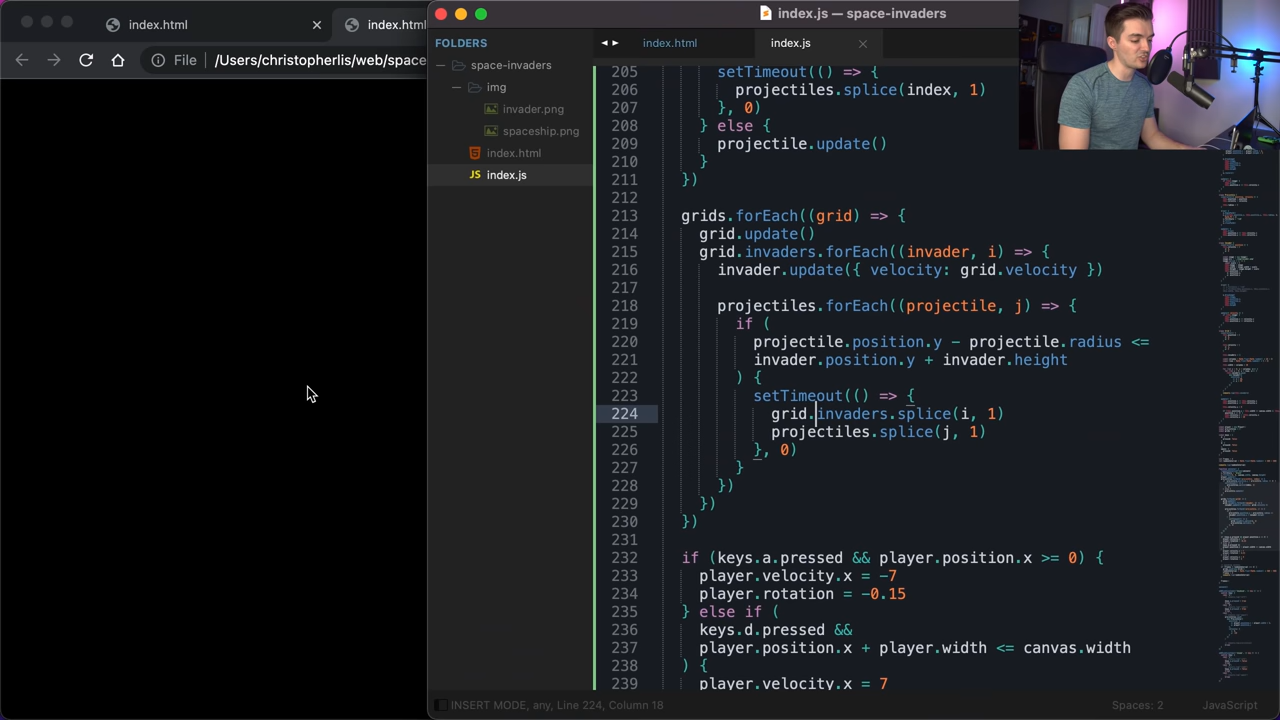 index.html
index.html
File
/Users/christopherlis/web/space
index.js — space-invaders
FOLDERS
space-invaders
img
invader.png
spaceship.png
index.html
JS index.js
index.html
index.js
205 setTimeout(() => {
206 projectiles.splice(index, 1)
207 }, 0)
208 } else {
209 projectile.update()
210 }
211 })
212
213 grids.forEach((grid) => {
214 grid.update()
215 grid.invaders.forEach((invader, i) => {
216 invader.update({ velocity: grid.velocity })
217
218 projectiles.forEach((projectile, j) => {
219 if (
220 projectile.position.y - projectile.radius <=
221 invader.position.y + invader.height
222 ) {
223 setTimeout(() => {
224 grid.invaders.splice(i, 1)
225 projectiles.splice(j, 1)
226 }, 0)
227 }
228 })
229 })
230 })
231
232 if (keys.a.pressed && player.position.x >= 0) {
233 player.velocity.x = -7
234 player.rotation = -0.15
235 } else if (
236 keys.d.pressed &&
237 player.position.x + player.width <= canvas.width
238 ) {
239 player.velocity.x = 7
INSERT MODE, any, Line 224, Column 18
Spaces: 2
JavaScript